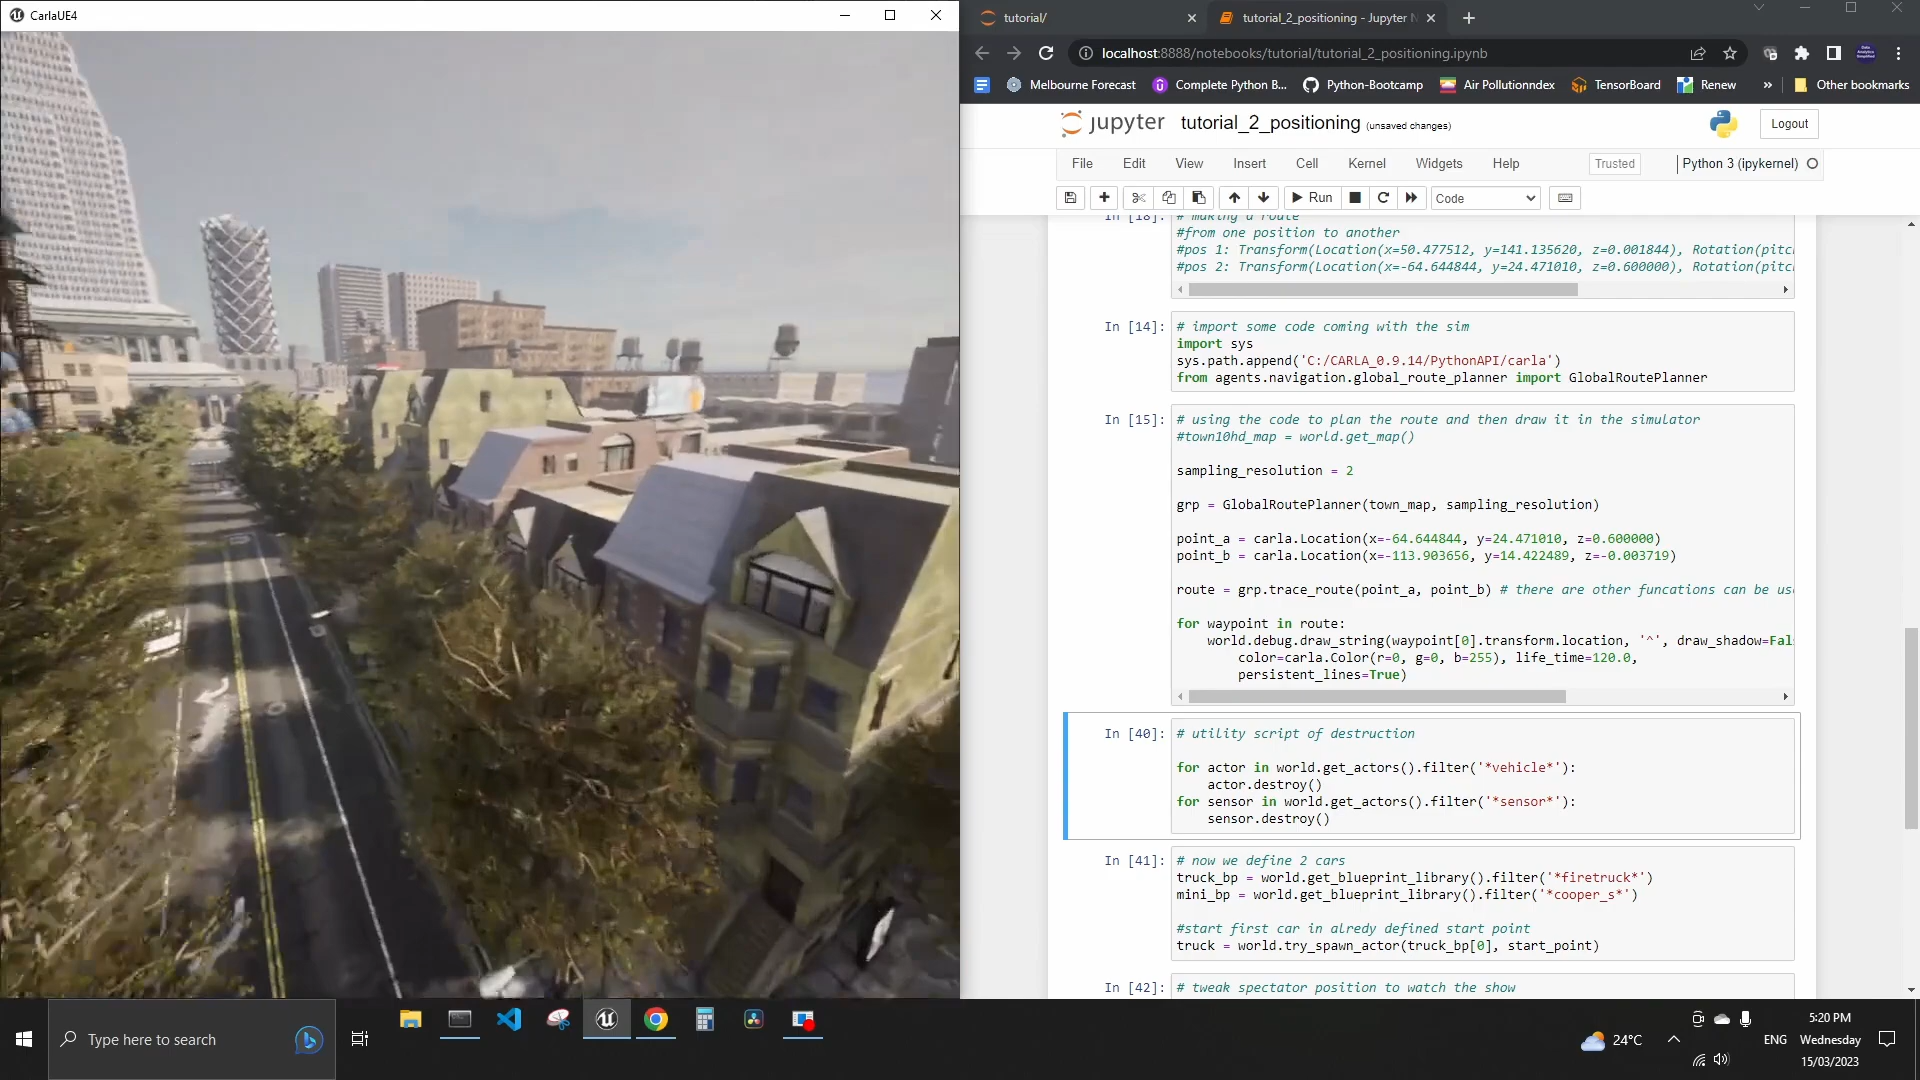 CarlaUE4
tutorial/
tutorial_2_positioning - Jupyter N
localhost:8888/notebooks/tutorial/tutorial_2_positioning.ipynb
Melbourne Forecast
Complete Python B...
Python-Bootcamp
Air Pollutionndex
TensorBoard
Renew
»
Other bookmarks
jupyter tutorial_2_positioning (unsaved changes)
Logout
File Edit View Insert Cell Kernel Widgets Help
Trusted
Python 3 (ipykernel)
Run
Code
In [18]: # making a route
#from one position to another
#pos 1: Transform(Location(x=50.477512, y=141.135620, z=0.001844), Rotation(pitc
#pos 2: Transform(Location(x=-64.644844, y=24.471010, z=0.600000), Rotation(pitc
In [14]: # import some code coming with the sim
import sys
sys.path.append('C:/CARLA_0.9.14/PythonAPI/carla')
from agents.navigation.global_route_planner import GlobalRoutePlanner
In [15]: # using the code to plan the route and then draw it in the simulator
#town10hd_map = world.get_map()
sampling_resolution = 2
grp = GlobalRoutePlanner(town_map, sampling_resolution)
point_a = carla.Location(x=-64.644844, y=24.471010, z=0.600000)
point_b = carla.Location(x=-113.903656, y=14.422489, z=-0.003719)
route = grp.trace_route(point_a, point_b) # there are other funcations can be us
for waypoint in route:
world.debug.draw_string(waypoint[0].transform.location, '^', draw_shadow=Fal
color=carla.Color(r=0, g=0, b=255), life_time=120.0,
persistent_lines=True)
In [40]: # utility script of destruction
for actor in world.get_actors().filter('*vehicle*'):
actor.destroy()
for sensor in world.get_actors().filter('*sensor*'):
sensor.destroy()
In [41]: # now we define 2 cars
truck_bp = world.get_blueprint_library().filter('*firetruck*')
mini_bp = world.get_blueprint_library().filter('*cooper_s*')
#start first car in alredy defined start point
truck = world.try_spawn_actor(truck_bp[0], start_point)
In [42]: # tweak spectator position to watch the show
Type here to search
24°C
ENG
5:20 PM
Wednesday
15/03/2023